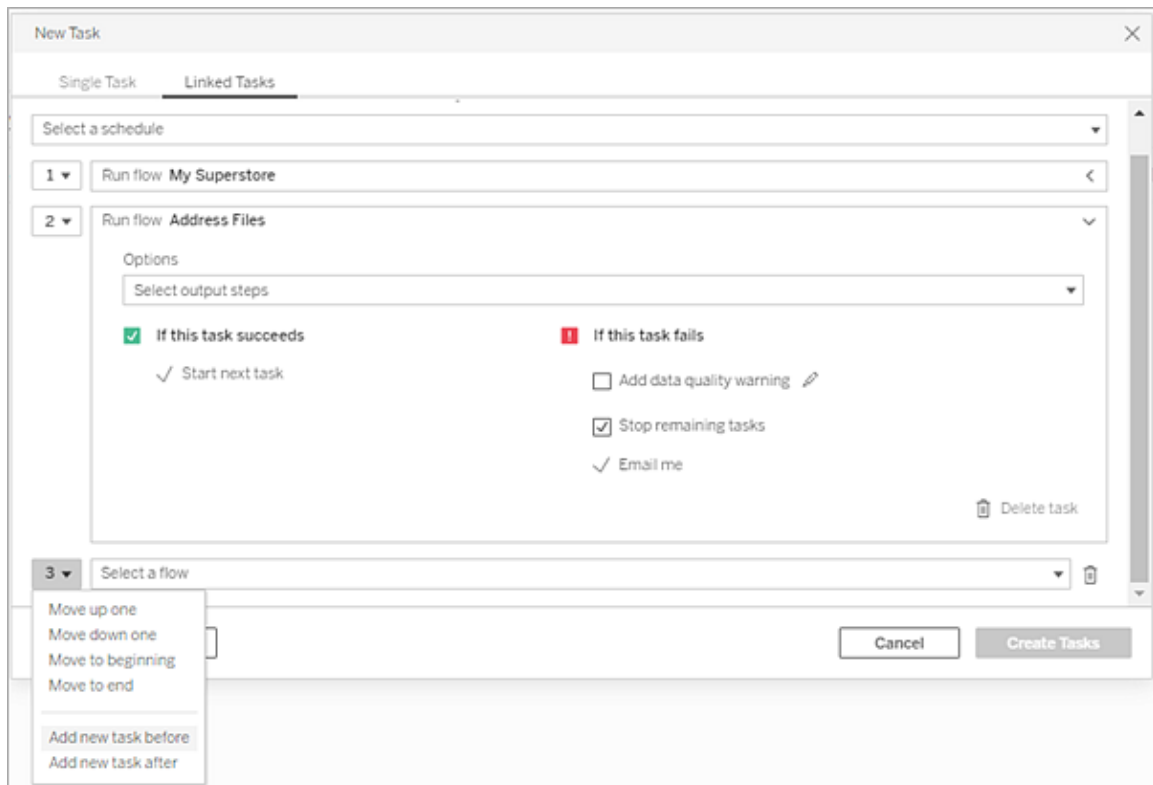 New Task
Single Task Linked Tasks
Select a schedule
1 Run flow My Superstore
2 Run flow Address Files
Options
Select output steps
If this task succeeds If this task fails
Start next task Add data quality warning
Stop remaining tasks
Email me
Delete task
3 Select a flow
Move up one
Move down one
Cancel Create Tasks
Move to beginning
Move to end
Add new task before
Add new task after